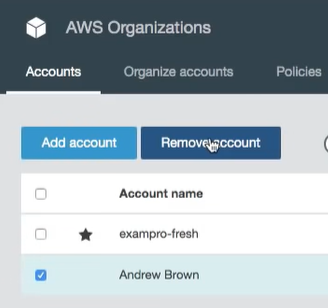 AWS Organizations
Accounts Organize accounts Policies
Add account Remove account
Account name
exampro-fresh
Andrew Brown